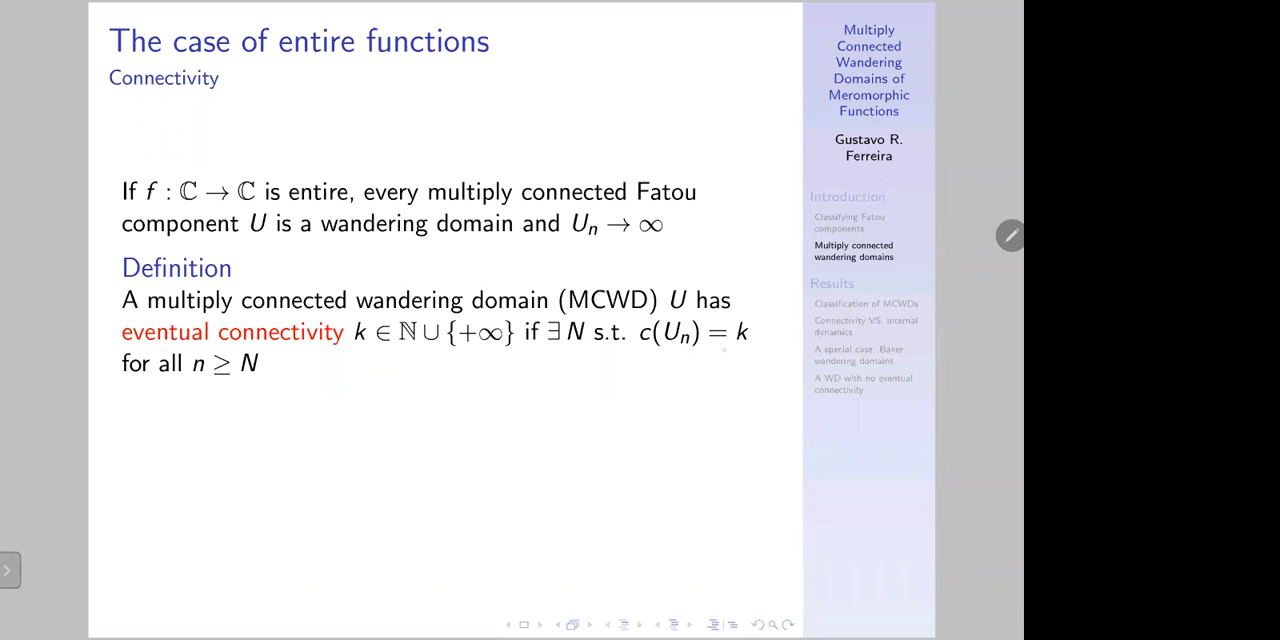 The case of entire functions
Connectivity
If f : ℂ → ℂ is entire, every multiply connected Fatou
component U is a wandering domain and Uₙ → ∞
Definition
A multiply connected wandering domain (MCWD) U has
eventual connectivity k ∈ ℕ ∪ {+∞} if ∃ N s.t. c(Uₙ) = k
for all n ≥ N
Multiply
Connected
Wandering
Domains of
Meromorphic
Functions
Gustavo R.
Ferreira
Introduction
Classifying Fatou
components
Multiply connected
wandering domains
Results
Classification of MCWDs
Connectivity VS. internal
dynamics
A special case: Baker
wandering domains
A WD with no eventual
connectivity